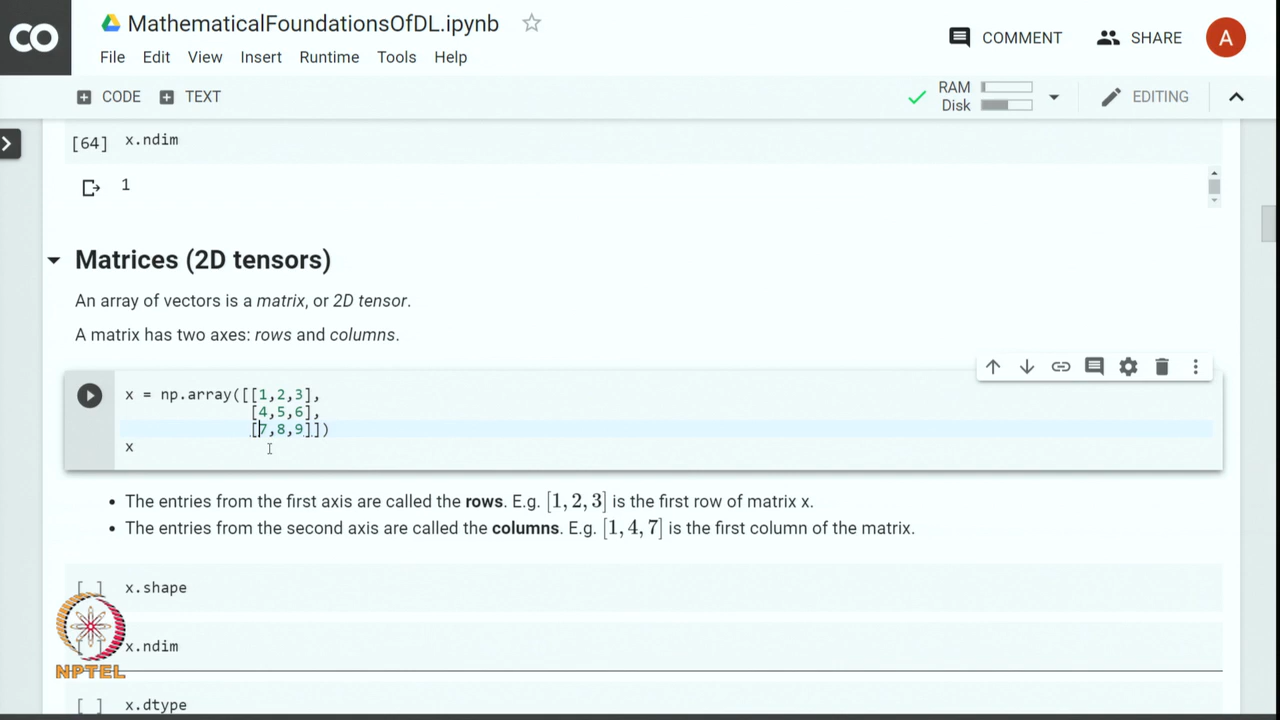 CO MathematicalFoundationsOfDL.ipynb
COMMENT SHARE A
File Edit View Insert Runtime Tools Help
CODE TEXT
RAM
Disk
EDITING
[64] x.ndim
1
Matrices (2D tensors)
An array of vectors is a matrix, or 2D tensor.
A matrix has two axes: rows and columns.
x = np.array([[1,2,3],
[4,5,6],
[7,8,9]])
x
• The entries from the first axis are called the rows. E.g. [1, 2, 3] is the first row of matrix x.
• The entries from the second axis are called the columns. E.g. [1, 4, 7] is the first column of the matrix.
[ ] x.shape
[ ] x.ndim
NPTEL
[ ] x.dtype